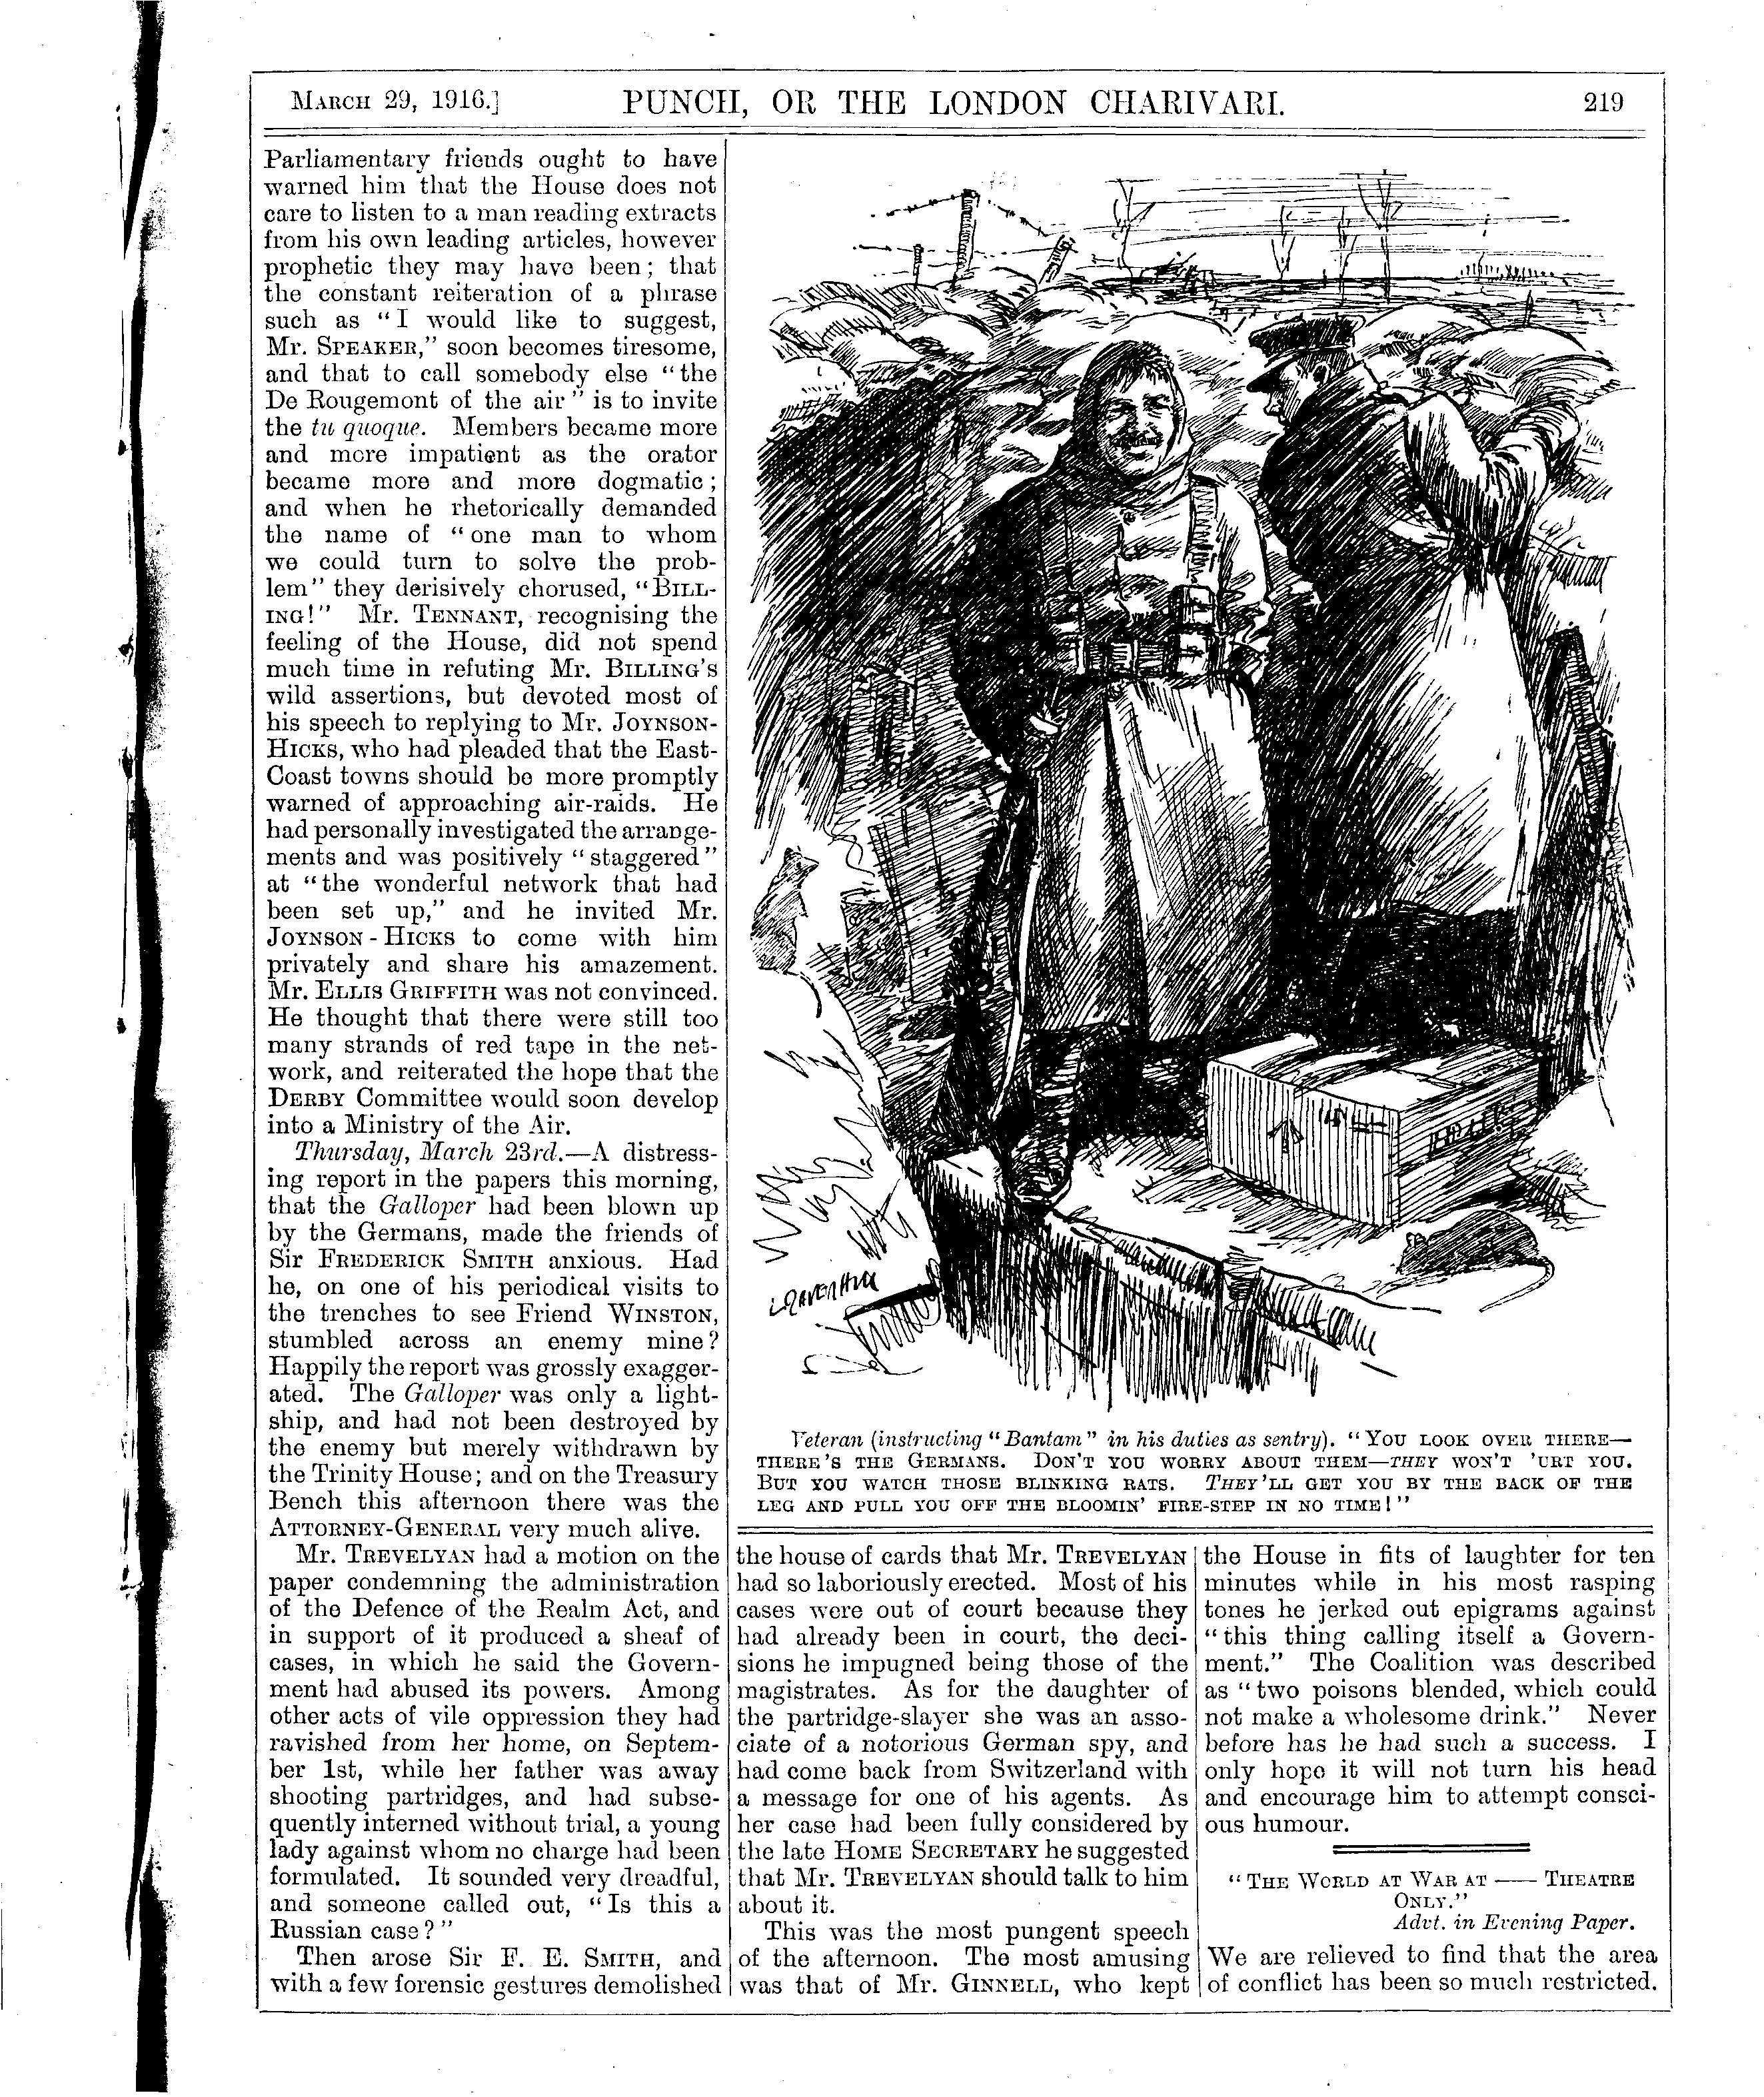 MARCH 29, 1916.]
PUNCH, OR THE LONDON CHARIVARI.
219
Parliamentary friends ought to have
warned him that the House does not
care to listen to a man reading extracts
from his own leading articles, however
prophetic they may have been; that
the constant reiteration of a phrase
such as "I would like to suggest,
Mr. SPEAKER," soon becomes tiresome,
and that to call somebody else "the
De Rougemont of the air" is to invite
the tu quoque. Members became more
and more impatient as the orator
became more and more dogmatic;
and when he rhetorically demanded
the name of "one man to whom
we could turn to solve the prob-
lem" they derisively chorused, "BILL-
ING!" Mr. TENNANT, recognising the
feeling of the House, did not spend
much time in refuting Mr. BILLING'S
wild assertions, but devoted most of
his speech to replying to Mr. JOYNSON-
HICKS, who had pleaded that the East-
Coast towns should be more promptly
warned of approaching air-raids. He
had personally investigated the arrange-
ments and was positively "staggered"
at "the wonderful network that had
been set up," and he invited Mr.
JOYNSON-HICKS to come with him
privately and share his amazement.
Mr. ELLIS GRIFFITH was not convinced.
He thought that there were still too
many strands of red tape in the net-
work, and reiterated the hope that the
DERBY Committee would soon develop
into a Ministry of the Air.
Thursday, March 23rd.—A distress-
ing report in the papers this morning,
that the Galloper had been blown up
by the Germans, made the friends of
Sir FREDERICK SMITH anxious. Had
he, on one of his periodical visits to
the trenches to see Friend WINSTON,
stumbled across an enemy mine?
Happily the report was grossly exagger-
ated. The Galloper was only a light-
ship, and had not been destroyed by
the enemy but merely withdrawn by
the Trinity House; and on the Treasury
Bench this afternoon there was the
ATTORNEY-GENERAL very much alive.
Mr. TREVELYAN had a motion on the
paper condemning the administration
of the Defence of the Realm Act, and
in support of it produced a sheaf of
cases, in which he said the Govern-
ment had abused its powers. Among
other acts of vile oppression they had
ravished from her home, on Septem-
ber 1st, while her father was away
shooting partridges, and had subse-
quently interned without trial, a young
lady against whom no charge had been
formulated. It sounded very dreadful,
and someone called out, "Is this a
Russian case?"
Then arose Sir F. E. SMITH, and
with a few forensic gestures demolished
Veteran (instructing "Bantam" in his duties as sentry). "YOU LOOK OVER THERE—
THERE'S THE GERMANS. DON'T YOU WORRY ABOUT THEM—THEY WON'T 'URT YOU.
BUT YOU WATCH THOSE BLINKING RATS. THEY'LL GET YOU BY THE BACK OF THE
LEG AND PULL YOU OFF THE BLOOMIN' FIRE-STEP IN NO TIME!"
the house of cards that Mr. TREVELYAN
had so laboriously erected. Most of his
cases were out of court because they
had already been in court, the deci-
sions he impugned being those of the
magistrates. As for the daughter of
the partridge-slayer she was an asso-
ciate of a notorious German spy, and
had come back from Switzerland with
a message for one of his agents. As
her case had been fully considered by
the late HOME SECRETARY he suggested
that Mr. TREVELYAN should talk to him
about it.
This was the most pungent speech
of the afternoon. The most amusing
was that of Mr. GINNELL, who kept
the House in fits of laughter for ten
minutes while in his most rasping
tones he jerked out epigrams against
"this thing calling itself a Govern-
ment." The Coalition was described
as "two poisons blended, which could
not make a wholesome drink." Never
before has he had such a success. I
only hope it will not turn his head
and encourage him to attempt consci-
ous humour.
"THE WORLD AT WAR AT —— THEATRE
ONLY."
Advt. in Evening Paper.
We are relieved to find that the area
of conflict has been so much restricted.